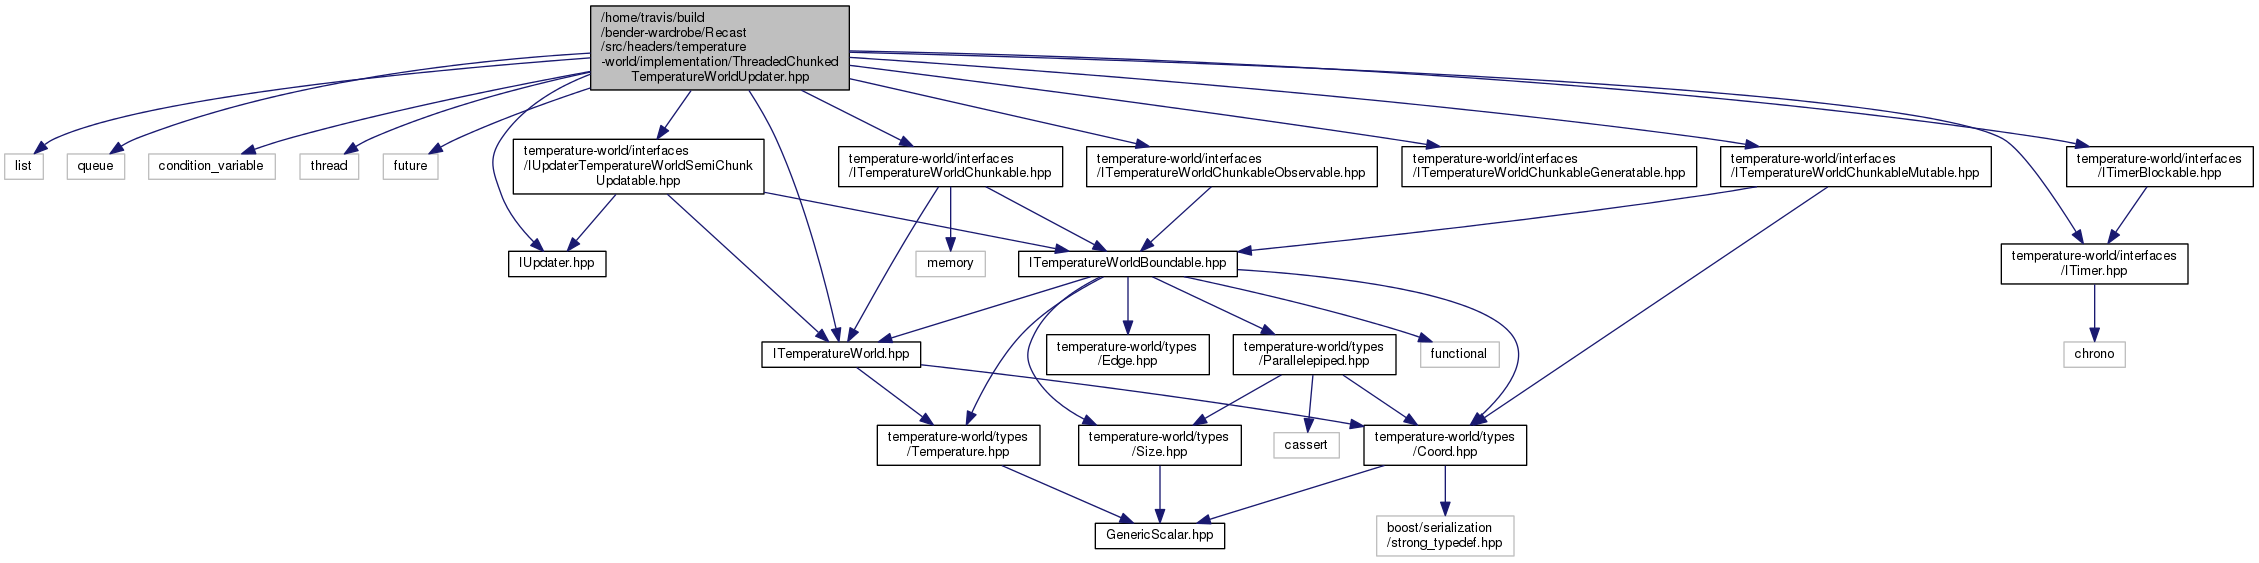 /home/travis/build
/bender-wardrobe/Recast
/src/headers/temperature
-world/implementation/ThreadedChunked
TemperatureWorldUpdater.hpp
list
queue
condition_variable
thread
future
temperature-world/interfaces
/IUpdaterTemperatureWorldSemiChunk
Updatable.hpp
temperature-world/interfaces
/ITemperatureWorldChunkable.hpp
temperature-world/interfaces
/ITemperatureWorldChunkableObservable.hpp
temperature-world/interfaces
/ITemperatureWorldChunkableGeneratable.hpp
temperature-world/interfaces
/ITemperatureWorldChunkableMutable.hpp
temperature-world/interfaces
/ITimerBlockable.hpp
IUpdater.hpp
memory
ITemperatureWorldBoundable.hpp
temperature-world/interfaces
/ITimer.hpp
ITemperatureWorld.hpp
temperature-world/types
/Edge.hpp
temperature-world/types
/Parallelepiped.hpp
functional
chrono
temperature-world/types
/Temperature.hpp
temperature-world/types
/Size.hpp
cassert
temperature-world/types
/Coord.hpp
GenericScalar.hpp
boost/serialization
/strong_typedef.hpp